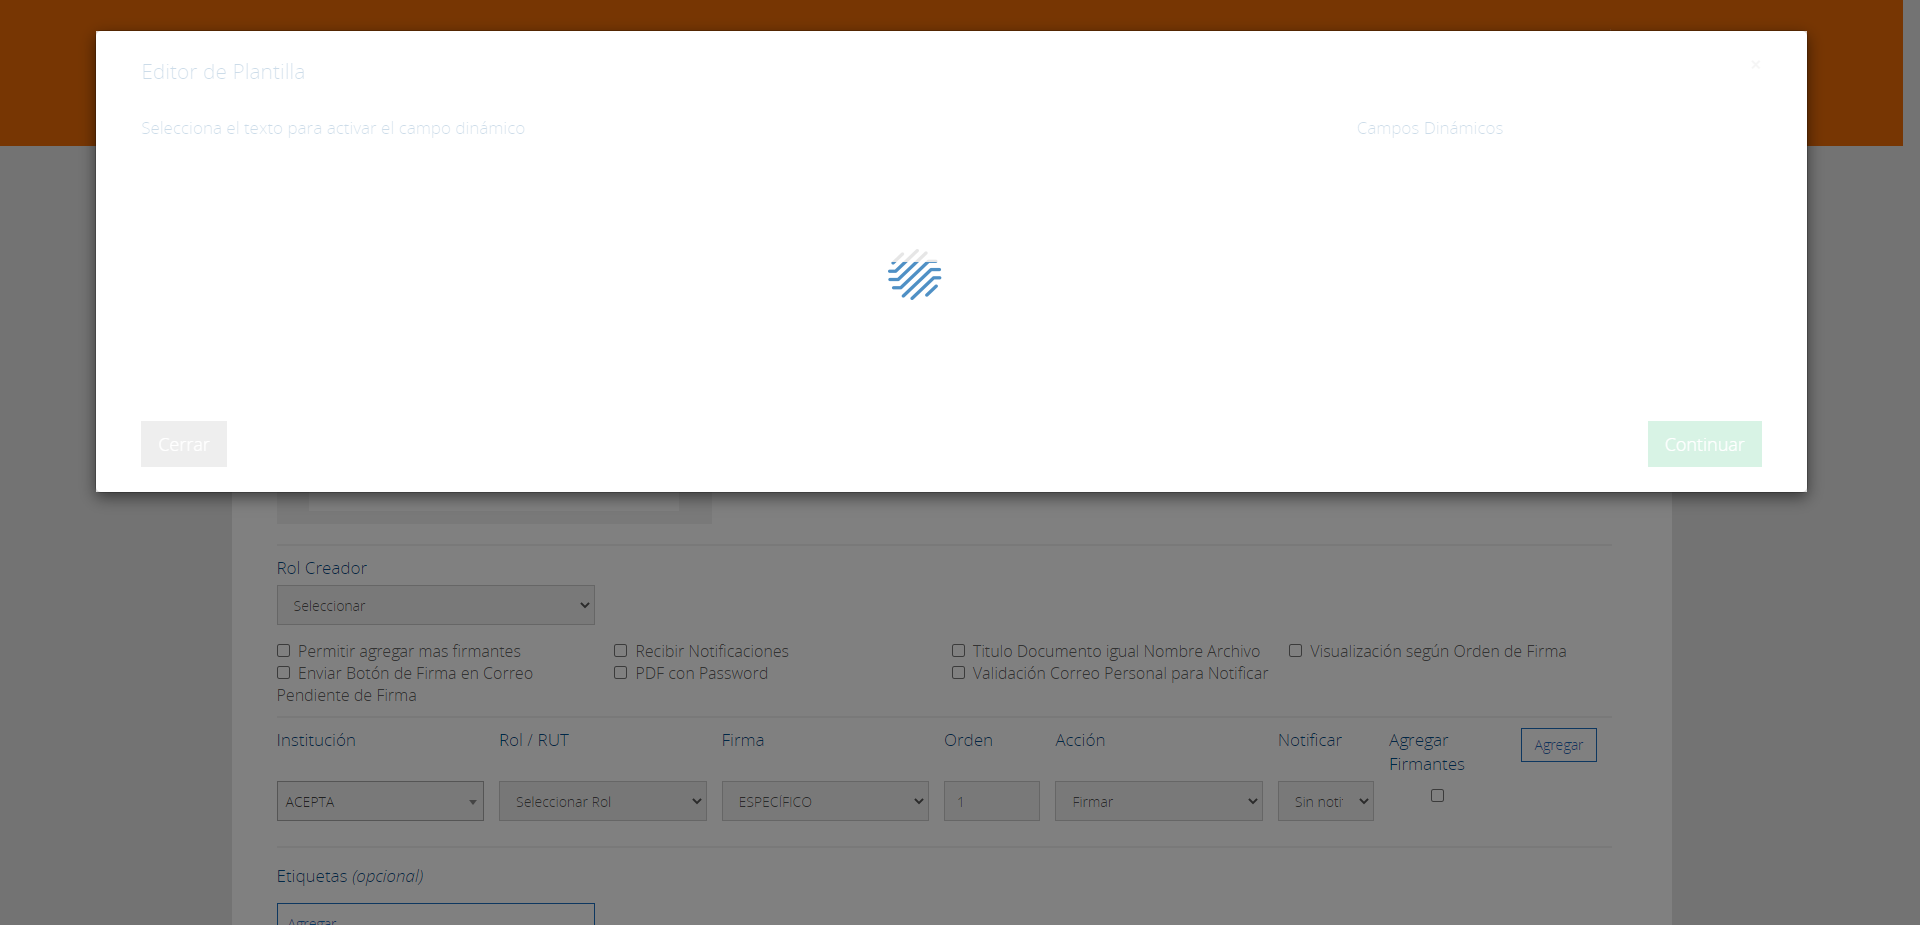 Editor de Plantilla
×
Selecciona el texto para activar el campo dinámico
Campos Dinámicos
Cerrar
Continuar
Rol Creador
Seleccionar
Permitir agregar mas firmantes
Recibir Notificaciones
Titulo Documento igual Nombre Archivo
Visualización según Orden de Firma
Enviar Botón de Firma en Correo
Pendiente de Firma
PDF con Password
Validación Correo Personal para Notificar
Institución
Rol / RUT
Firma
Orden
Acción
Notificar
Agregar
Firmantes
Agregar
ACEPTA
Seleccionar Rol
ESPECÍFICO
1
Firmar
Sin noti
Etiquetas (opcional)
Agregar